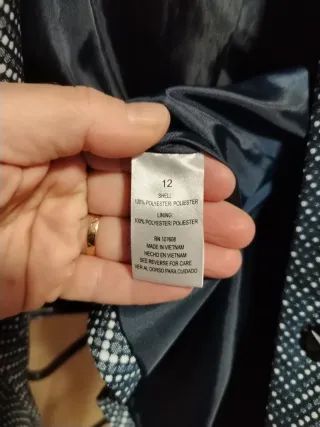 12
SHELL:
100% POLYESTER/ POLIESTER
LINING:
100% POLYESTER/ POLIESTER
RN 101608
MADE IN VIETNAM
HECHO EN VIETNAM
SEE REVERSE FOR CARE
VER AL DORSO PARA CUIDADO